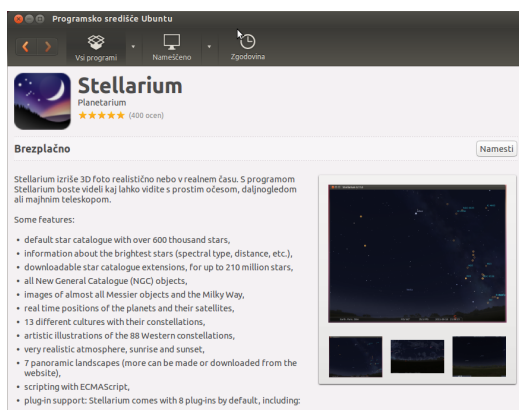 Programsko središče Ubuntu
Vsi programi
Nameščeno
Zgodovina
Stellarium
Planetarium
(400 ocen)
Brezplačno
Namesti
Stellarium izriše 3D foto realistično nebo v realnem času. S programom
Stellarium boste videli kaj lahko vidite s prostim očesom, daljnogledom
ali majhnim teleskopom.
Some features:
• default star catalogue with over 600 thousand stars,
• information about the brightest stars (spectral type, distance, etc.),
• downloadable star catalogue extensions, for up to 210 million stars,
• all New General Catalogue (NGC) objects,
• images of almost all Messier objects and the Milky Way,
• real time positions of the planets and their satellites,
• 13 different cultures with their constellations,
• artistic illustrations of the 88 Western constellations,
• very realistic atmosphere, sunrise and sunset,
• 7 panoramic landscapes (more can be made or downloaded from the
website),
• scripting with ECMAScript,
• plug-in support: Stellarium comes with 8 plug-ins by default, including: